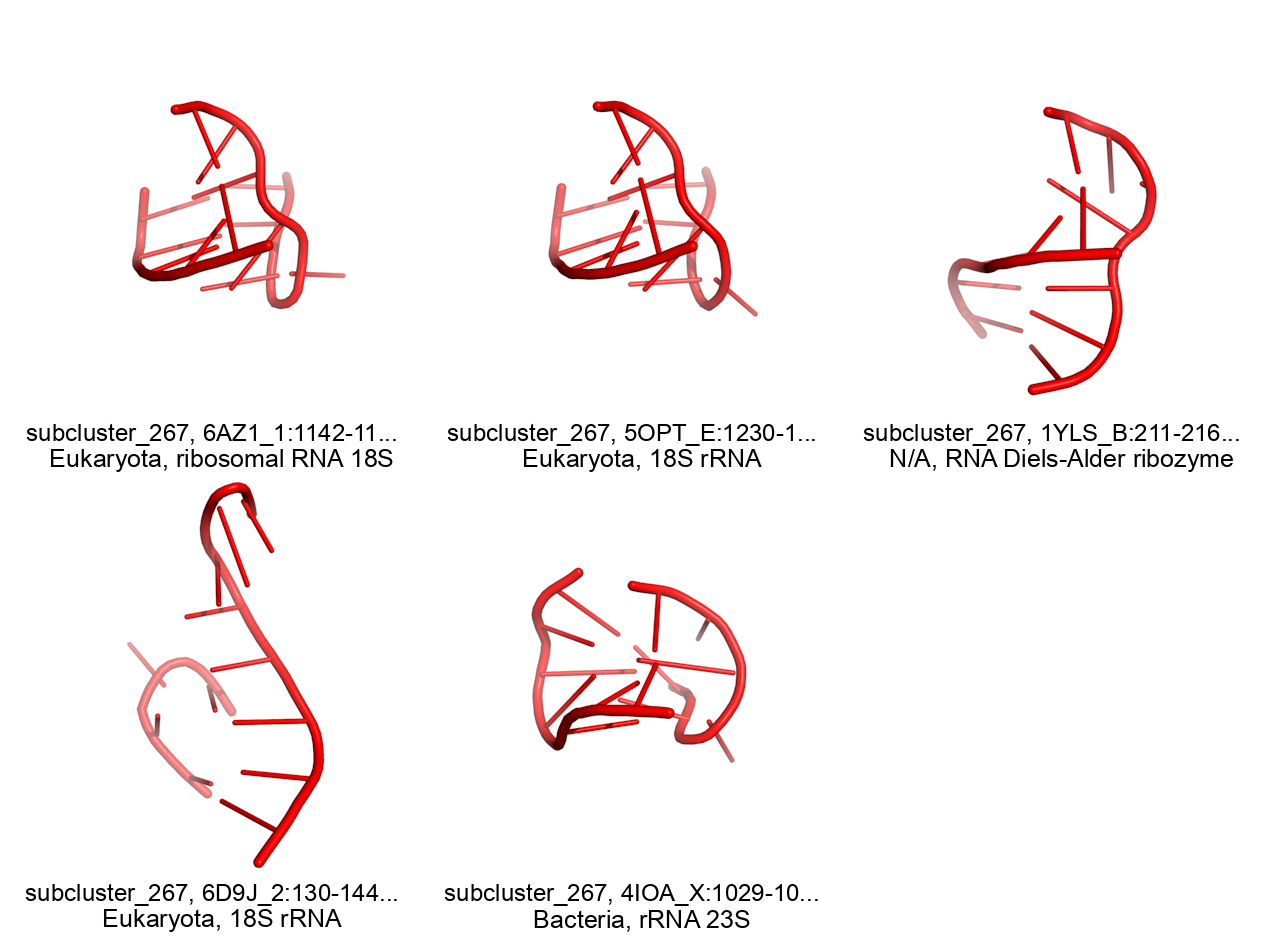 subcluster_267, 6AZ1_1:1142-11...
Eukaryota, ribosomal RNA 18S
subcluster_267, 5OPT_E:1230-1...
Eukaryota, 18S rRNA
subcluster_267, 1YLS_B:211-216...
N/A, RNA Diels-Alder ribozyme
subcluster_267, 6D9J_2:130-144...
Eukaryota, 18S rRNA
subcluster_267, 4IOA_X:1029-10...
Bacteria, rRNA 23S